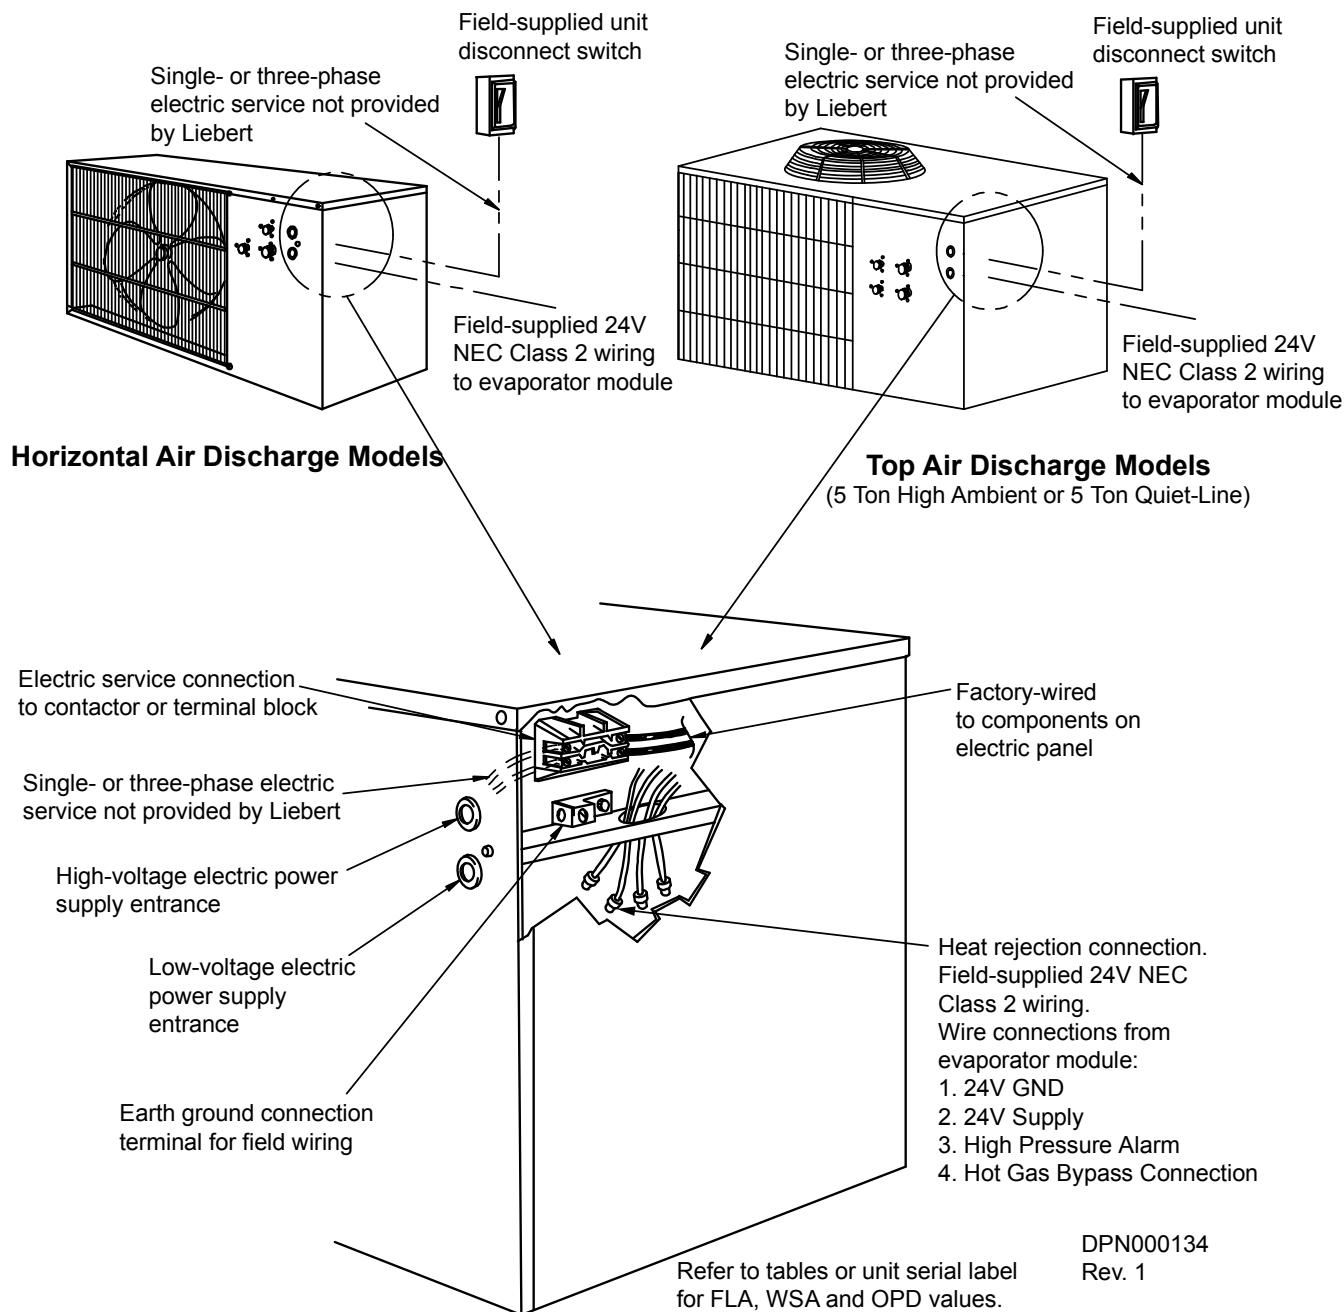 Field-supplied unit
disconnect switch
Single- or three-phase
electric service not provided
by Liebert
Field-supplied 24V
NEC Class 2 wiring
to evaporator module
Horizontal Air Discharge Models
Field-supplied unit
disconnect switch
Single- or three-phase
electric service not provided
by Liebert
Field-supplied 24V
NEC Class 2 wiring
to evaporator module
Top Air Discharge Models
(5 Ton High Ambient or 5 Ton Quiet-Line)
Electric service connection
to contactor or terminal block
Single- or three-phase electric
service not provided by Liebert
High-voltage electric power
supply entrance
Low-voltage electric
power supply
entrance
Earth ground connection
terminal for field wiring
Factory-wired
to components on
electric panel
Heat rejection connection.
Field-supplied 24V NEC
Class 2 wiring.
Wire connections from
evaporator module:
1. 24V GND
2. 24V Supply
3. High Pressure Alarm
4. Hot Gas Bypass Connection
Refer to tables or unit serial label
for FLA, WSA and OPD values.
DPN000134
Rev. 1